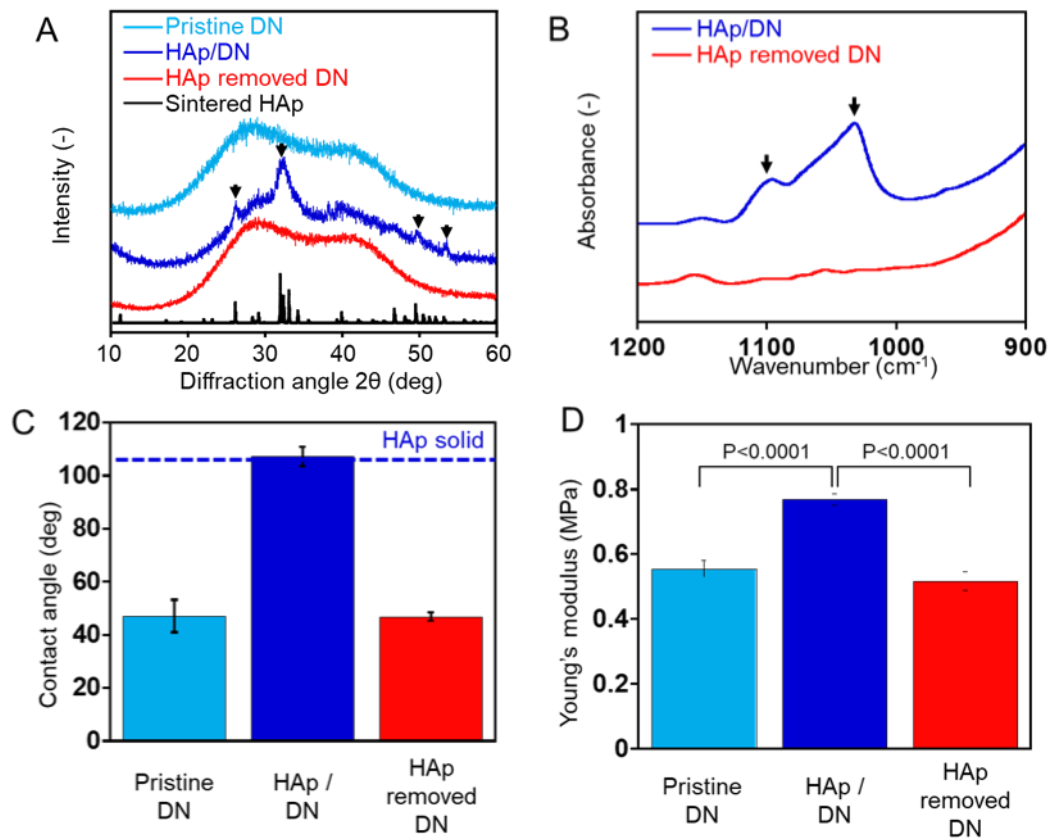 A
Pristine DN
HAp/DN
HAp removed DN
Sintered HAp
Intensity (-)
10 20 30 40 50 60
Diffraction angle 2θ (deg)
B
HAp/DN
HAp removed DN
Absorbance (-)
1200 1100 1000 900
Wavenumber (cm⁻¹)
C
HAp solid
Contact angle (deg)
120
100
80
60
40
20
0
Pristine
DN
HAp /
DN
HAp
removed
DN
D
P<0.0001 P<0.0001
Young's modulus (MPa)
1
0.8
0.6
0.4
0.2
0
Pristine
DN
HAp /
DN
HAp
removed
DN